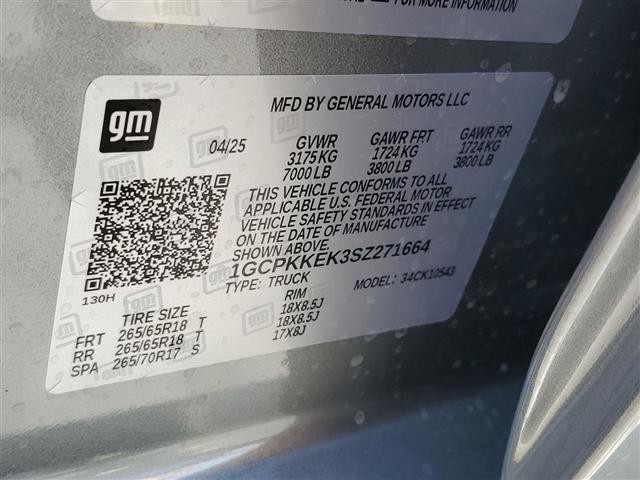 FOR MORE INFORMATION
gm
MFD BY GENERAL MOTORS LLC
04/25 GVWR GAWR FRT GAWR RR
3175 KG 1724 KG 1724 KG
7000 LB 3800 LB 3800 LB
THIS VEHICLE CONFORMS TO ALL
APPLICABLE U.S. FEDERAL MOTOR
VEHICLE SAFETY STANDARDS IN EFFECT
ON THE DATE OF MANUFACTURE
SHOWN ABOVE.
1GCPKKEK3SZ271664
TYPE: TRUCK MODEL: 34CK10543
130H
TIRE SIZE RIM
FRT 265/65R18 T 18X8.5J
RR 265/65R18 T 18X8.5J
SPA 265/70R17 S 17X8J